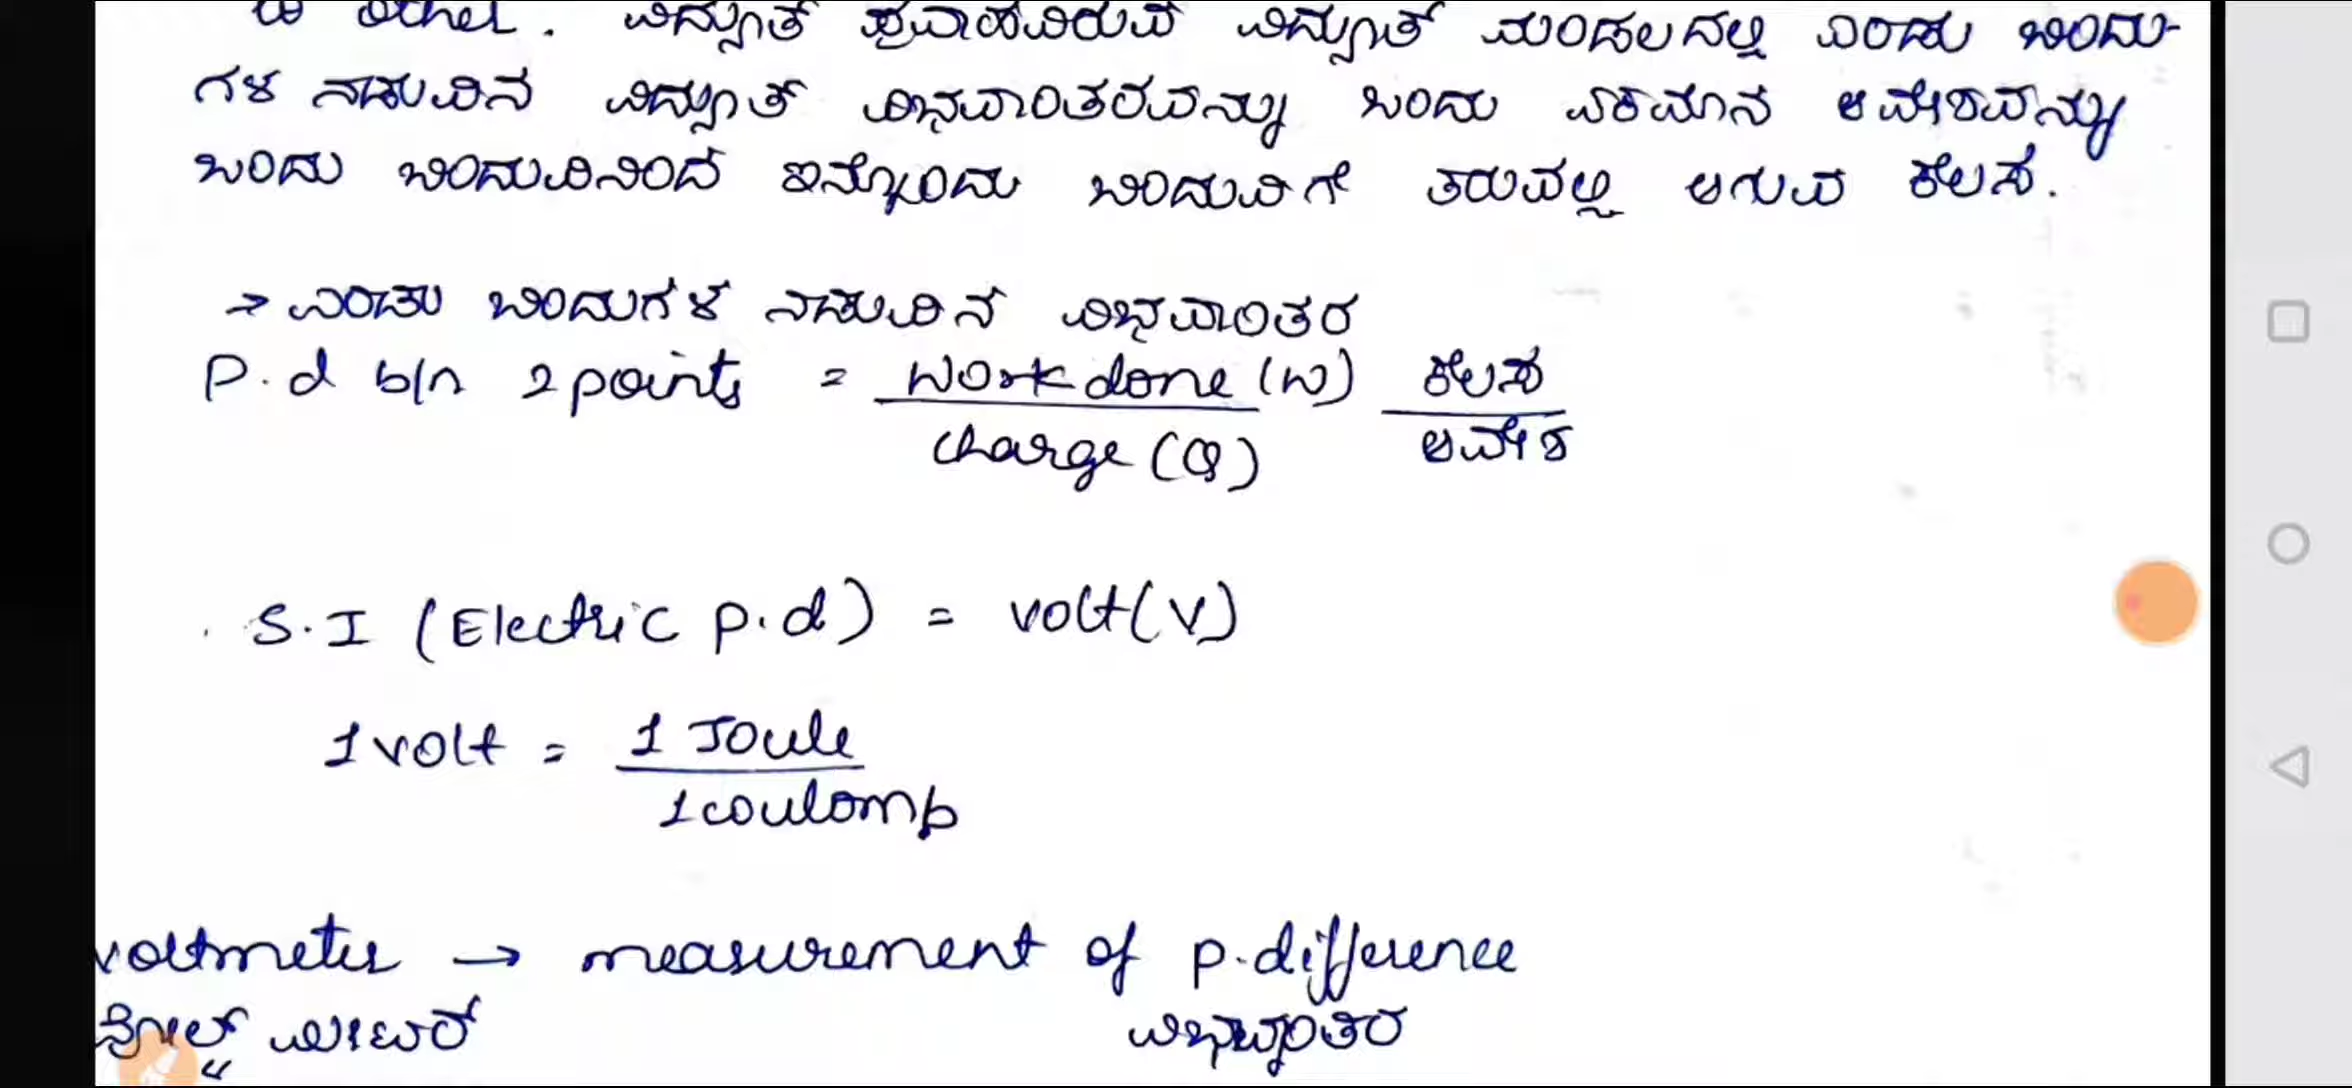 other. ವಿದ್ಯುತ್ ಪ್ರವಾಹವಿರುವ ವಿದ್ಯುತ್ ಮಂಡಲದಲ್ಲಿ ಎರಡು ಬಿಂದು-
ಗಳ ನಡುವಿನ ವಿದ್ಯುತ್ ವಿಭವಾಂತರವನ್ನು ಒಂದು ಏಕಮಾನ ಆವೇಶವನ್ನು
ಒಂದು ಬಿಂದುವಿನಿಂದ ಇನ್ನೊಂದು ಬಿಂದುವಿಗೆ ತರುವಲ್ಲಿ ಆಗುವ ಕೆಲಸ.
→ ಎರಡು ಬಿಂದುಗಳ ನಡುವಿನ ವಿಭವಾಂತರ
P.d b/n 2 points = Work done (W) ಕೆಲಸ
charge (Q) ಆವೇಶ
S.I (Electric p.d) = volt (V)
1 volt = 1 Joule
1 coulomb
voltmeter → measurement of p.difference
ವೋಲ್ಟ್ ಮೀಟರ್ ವಿಭವಾಂತರ